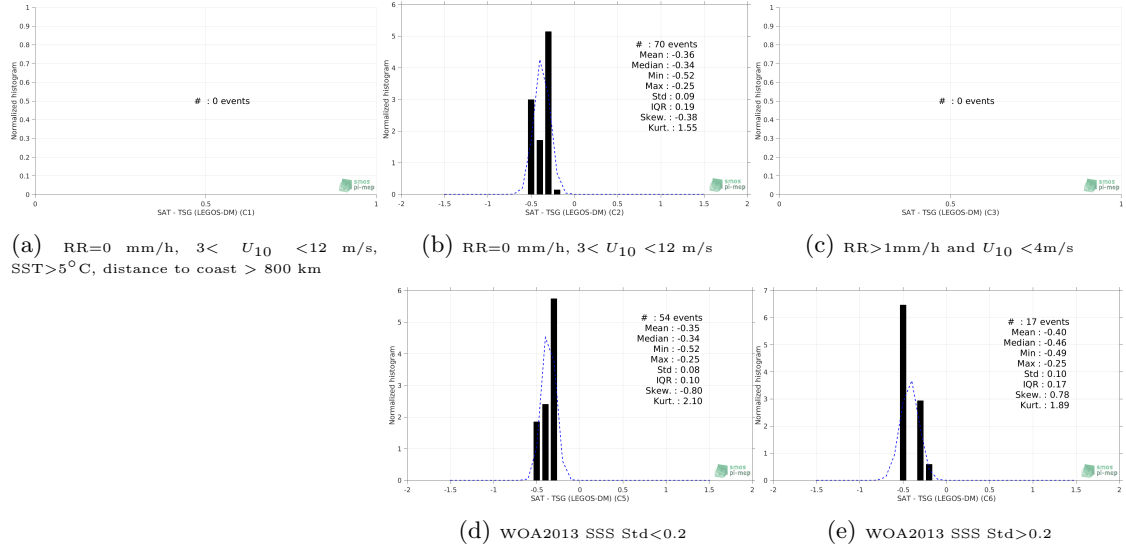 1
0.9
0.8
0.7
0.6
0.5
0.4
0.3
0.2
0.1
0
Normalized histogram
# : 0 events
0
0.5
1
SAT - TSG (LEGOS-DM) (C1)
smos
pi-mep
(a) RR=0 mm/h, 3< U10 <12 m/s,
SST>5°C, distance to coast > 800 km
6
5
4
3
2
1
0
Normalized histogram
# : 70 events
Mean : -0.36
Median : -0.34
Min : -0.52
Max : -0.25
Std : 0.09
IQR : 0.19
Skew. : -0.38
Kurt. : 1.55
-2
-1.5
-1
-0.5
0
0.5
1
1.5
2
SAT - TSG (LEGOS-DM) (C2)
smos
pi-mep
(b) RR=0 mm/h, 3< U10 <12 m/s
1
0.9
0.8
0.7
0.6
0.5
0.4
0.3
0.2
0.1
0
Normalized histogram
# : 0 events
0
0.5
1
SAT - TSG (LEGOS-DM) (C3)
smos
pi-mep
(c) RR>1mm/h and U10 <4m/s
6
5
4
3
2
1
0
Normalized histogram
# : 54 events
Mean : -0.35
Median : -0.34
Min : -0.52
Max : -0.25
Std : 0.08
IQR : 0.10
Skew. : -0.80
Kurt. : 2.10
-2
-1.5
-1
-0.5
0
0.5
1
1.5
2
SAT - TSG (LEGOS-DM) (C5)
smos
pi-mep
(d) WOA2013 SSS Std<0.2
7
6
5
4
3
2
1
0
Normalized histogram
# : 17 events
Mean : -0.40
Median : -0.46
Min : -0.49
Max : -0.25
Std : 0.10
IQR : 0.17
Skew. : 0.78
Kurt. : 1.89
-2
-1.5
-1
-0.5
0
0.5
1
1.5
2
SAT - TSG (LEGOS-DM) (C6)
smos
pi-mep
(e) WOA2013 SSS Std>0.2